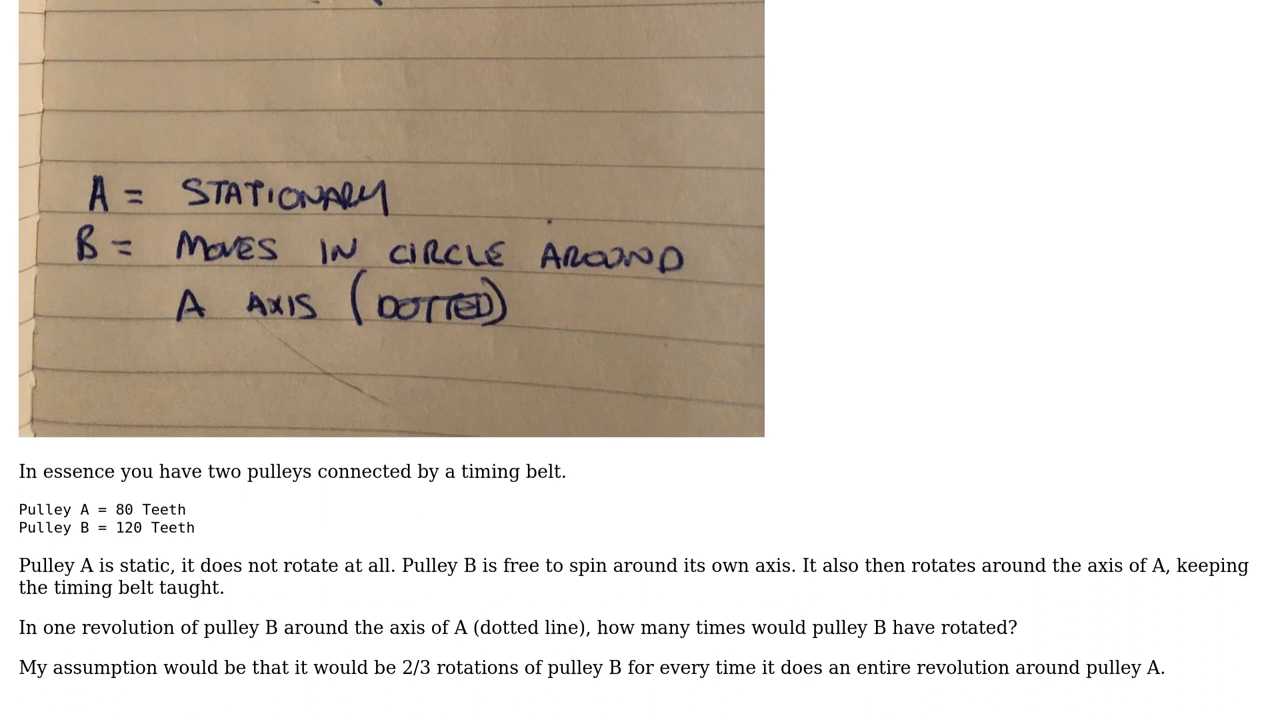 A = STATIONARY
B = MOVES IN CIRCLE AROUND
A AXIS (DOTTED)
In essence you have two pulleys connected by a timing belt.
Pulley A = 80 Teeth
Pulley B = 120 Teeth
Pulley A is static, it does not rotate at all. Pulley B is free to spin around its own axis. It also then rotates around the axis of A, keeping
the timing belt taught.
In one revolution of pulley B around the axis of A (dotted line), how many times would pulley B have rotated?
My assumption would be that it would be 2/3 rotations of pulley B for every time it does an entire revolution around pulley A.